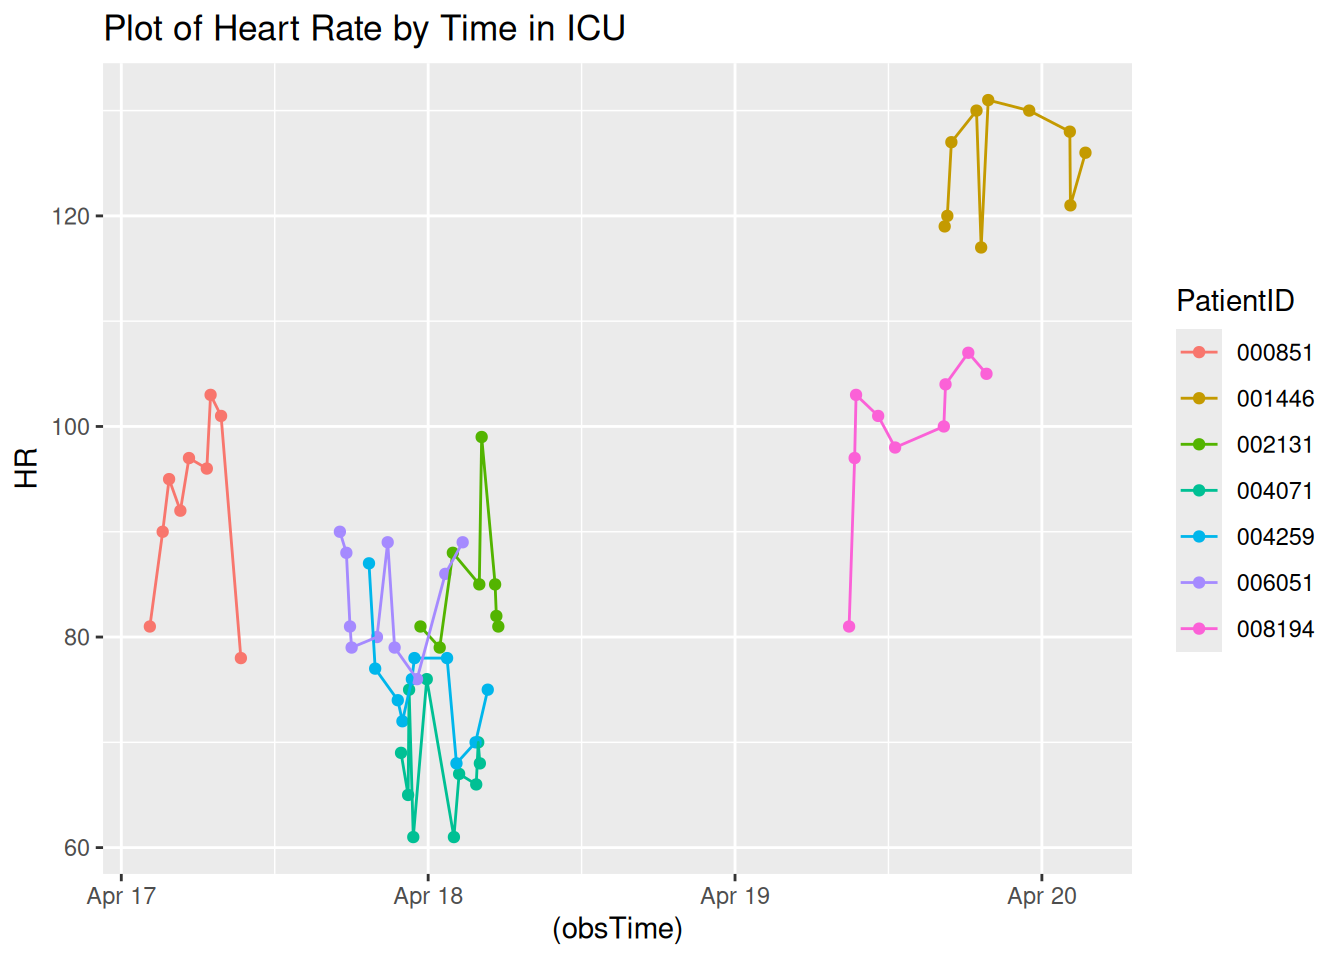 Plot of Heart Rate by Time in ICU
HR
120
100
80
60
Apr 17
Apr 18
Apr 19
Apr 20
(obsTime)
PatientID
000851
001446
002131
004071
004259
006051
008194